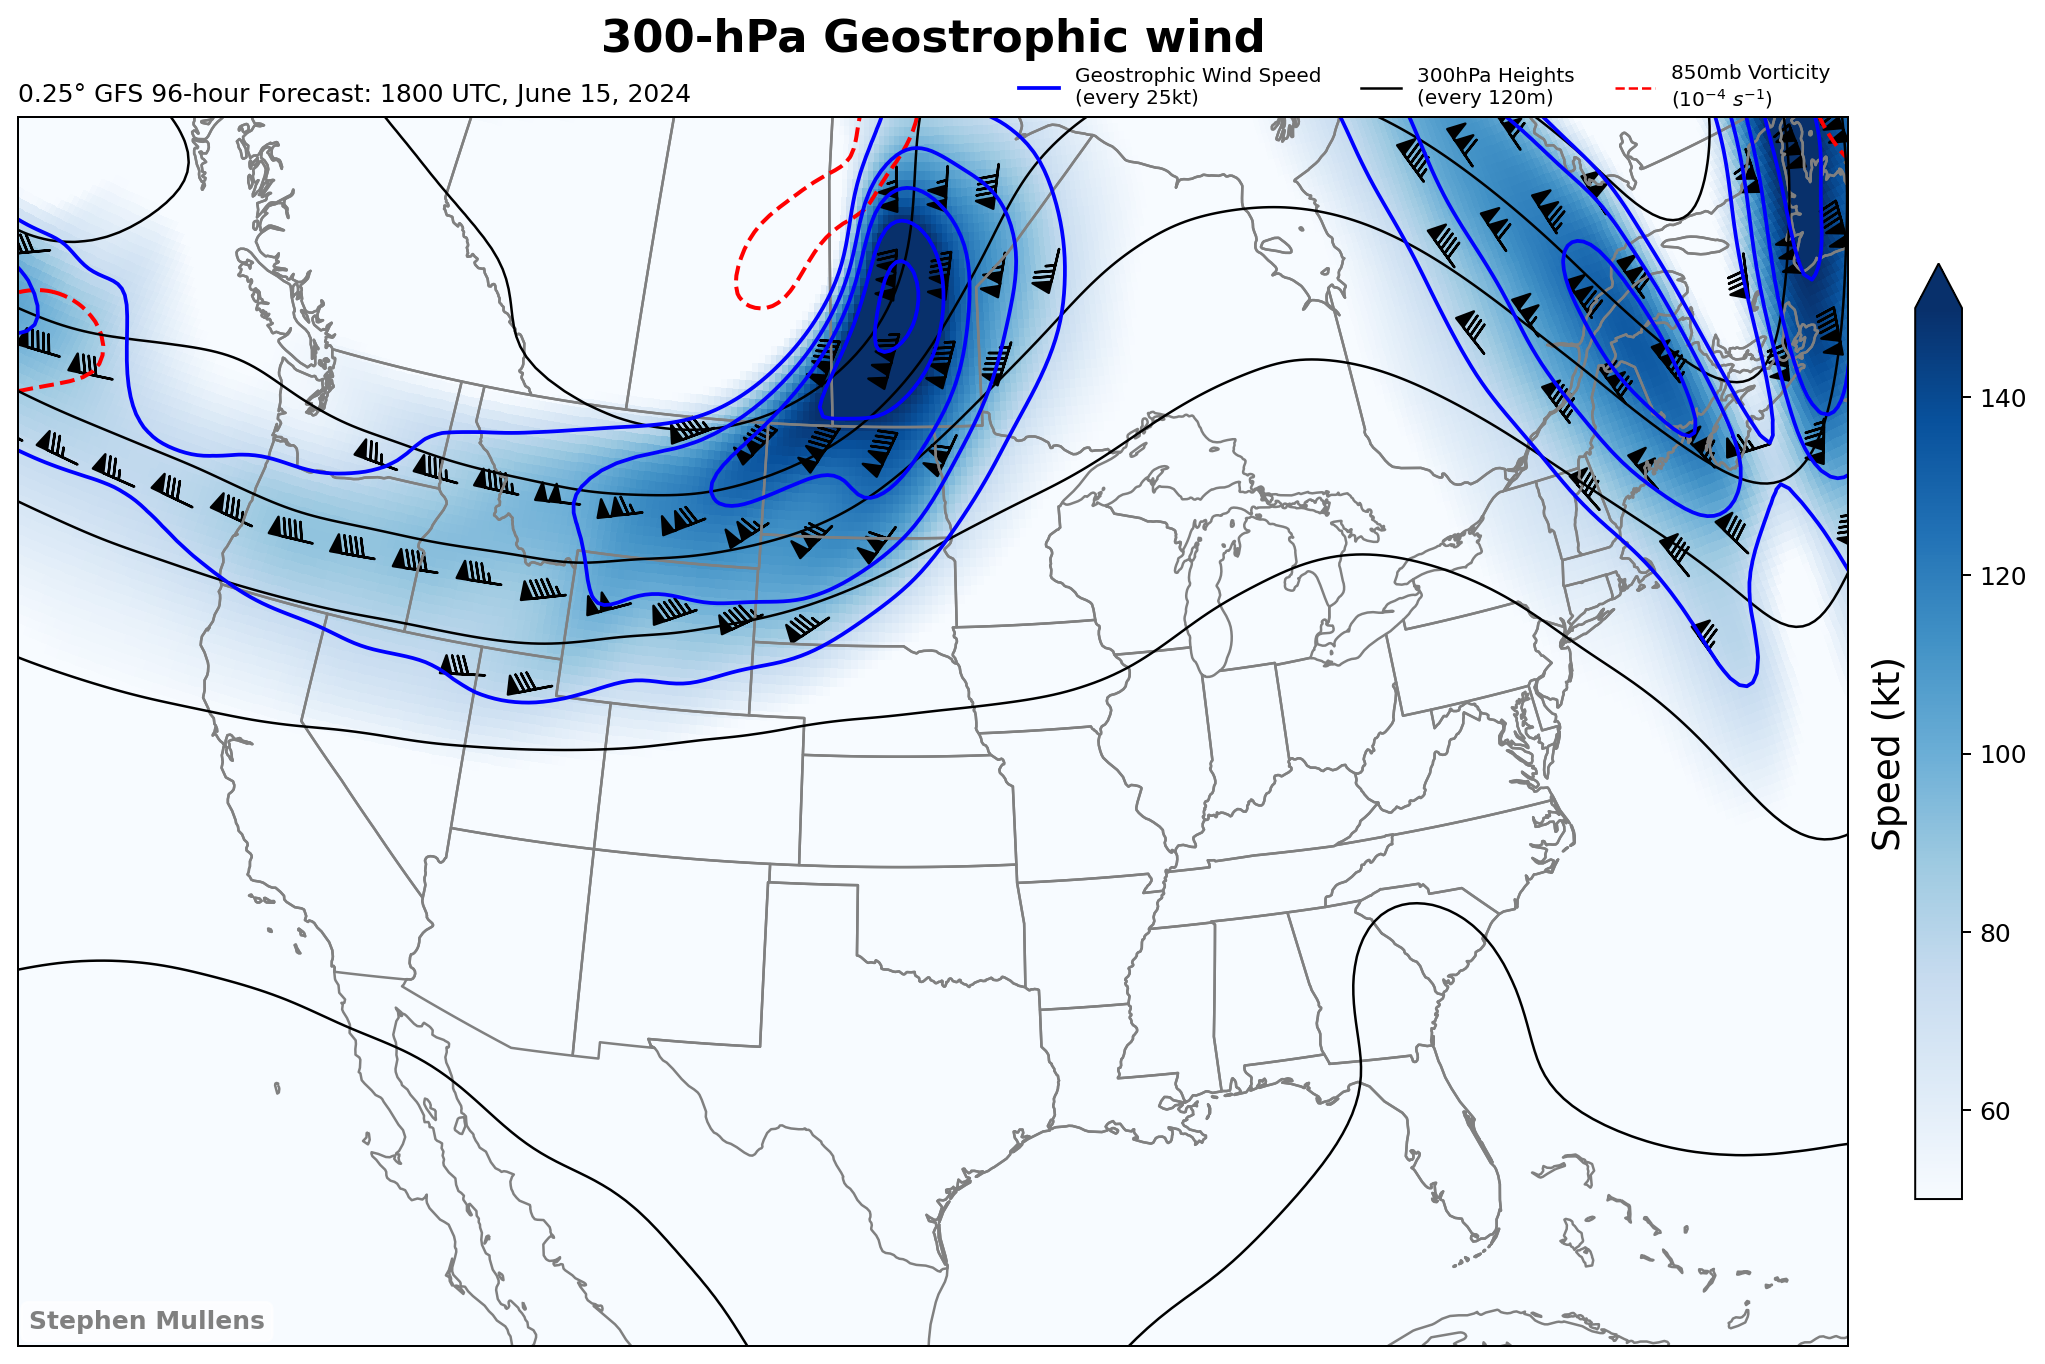 300-hPa Geostrophic wind
0.25° GFS 96-hour Forecast: 1800 UTC, June 15, 2024
Geostrophic Wind Speed
(every 25kt)
300hPa Heights
(every 120m)
850mb Vorticity
(10⁻⁴ s⁻¹)
140
120
100
80
60
Speed (kt)
Stephen Mullens